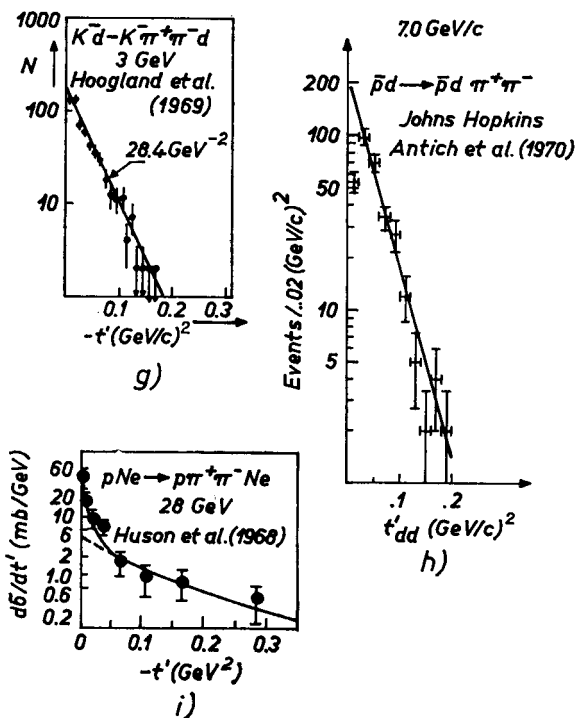 1000
K⁻d–K⁻π⁺π⁻d
3 GeV
N
Hoogland et al.
(1969)
100
28.4 GeV⁻²
10
0.1 0.2 0.3
-t'(GeV/c)²
g)
7.0 GeV/c
200
p̄d → p̄d π⁺π⁻
100
Johns Hopkins
Antich et al. (1970)
50
Events/.02 (GeV/c)²
10
5
.1 .2
t'dd (GeV/c)²
h)
60
pNe → pπ⁺π⁻Ne
28 GeV
20
10
Huson et al. (1968)
6
2
1.0
0.6
0.2
dσ/dt' (mb/GeV)
0 0.1 0.2 0.3
-t'(GeV²)
i)